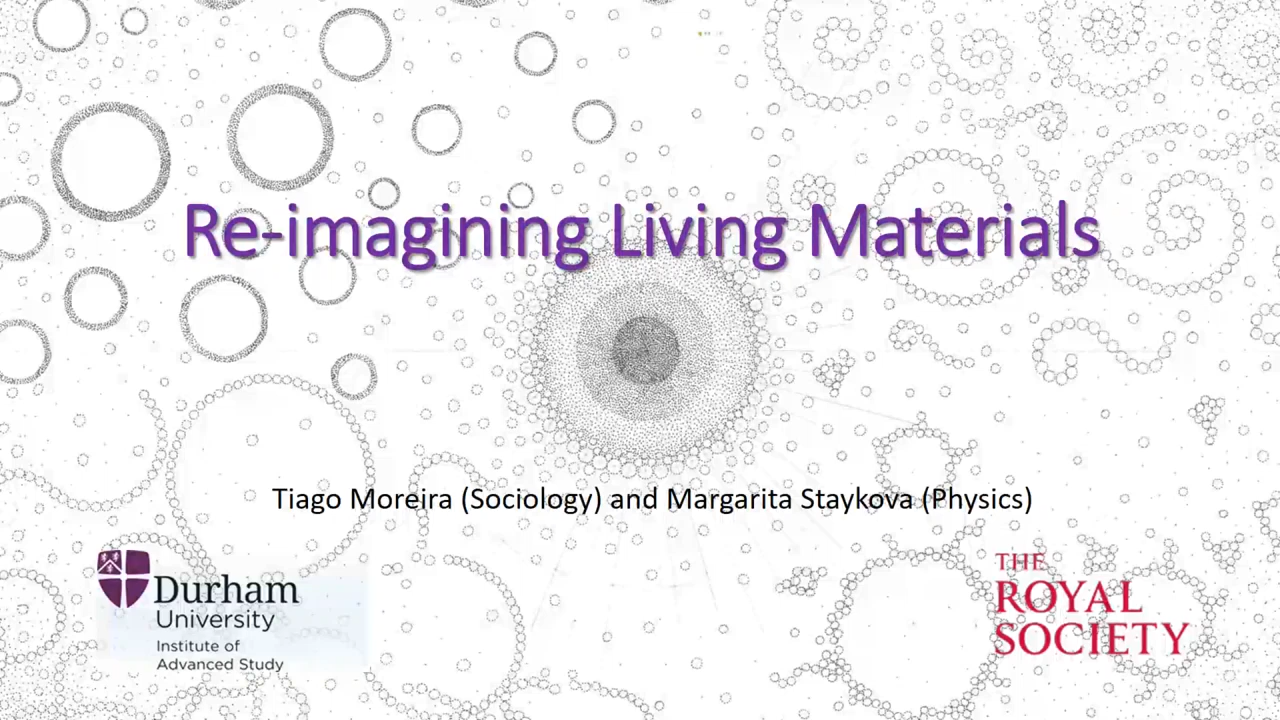 Re-imagining Living Materials
Tiago Moreira (Sociology) and Margarita Staykova (Physics)
Durham
University
Institute of
Advanced Study
THE
ROYAL
SOCIETY